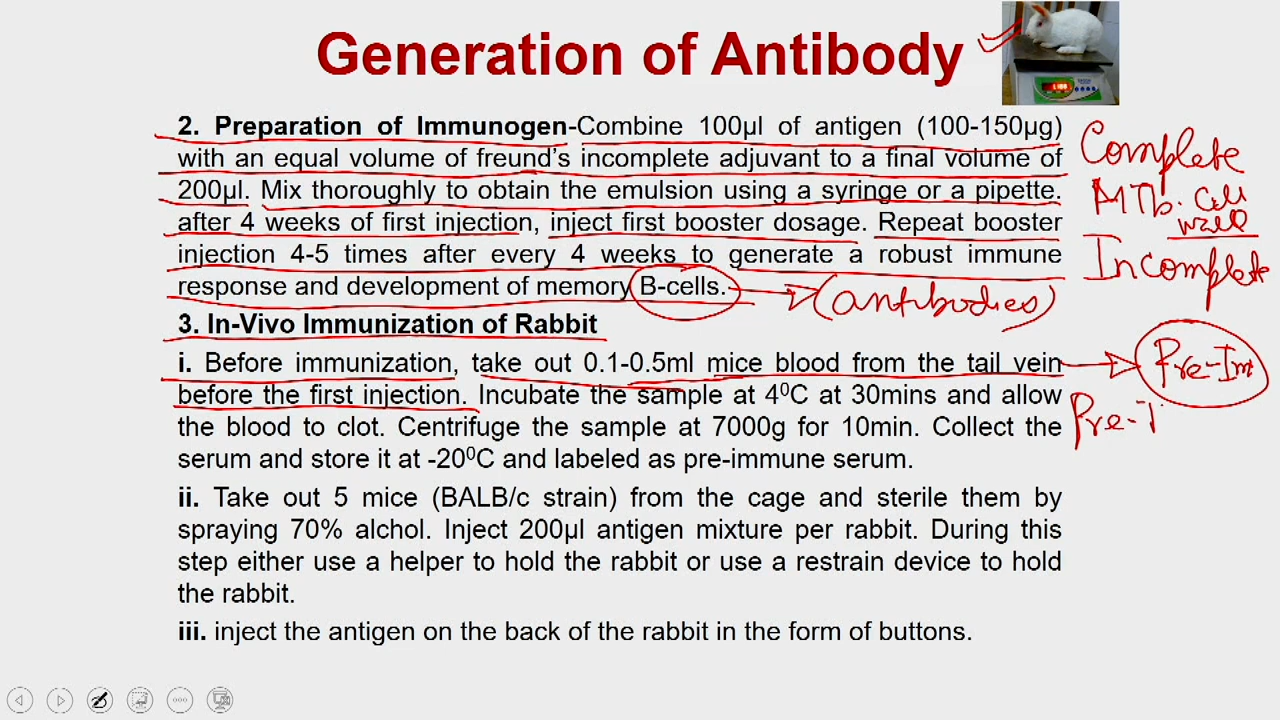 Generation of Antibody
2. Preparation of Immunogen-Combine 100µl of antigen (100-150µg)
with an equal volume of freund's incomplete adjuvant to a final volume of
200µl. Mix thoroughly to obtain the emulsion using a syringe or a pipette.
after 4 weeks of first injection, inject first booster dosage. Repeat booster
injection 4-5 times after every 4 weeks to generate a robust immune
response and development of memory B-cells.
Complete
MTb. Cell
wall
Incomplete
(antibodies)
3. In-Vivo Immunization of Rabbit
i. Before immunization, take out 0.1-0.5ml mice blood from the tail vein
before the first injection. Incubate the sample at 4⁰C at 30mins and allow
the blood to clot. Centrifuge the sample at 7000g for 10min. Collect the
serum and store it at -20⁰C and labeled as pre-immune serum.
Pre-Im
Pre-I
ii. Take out 5 mice (BALB/c strain) from the cage and sterile them by
spraying 70% alchol. Inject 200µl antigen mixture per rabbit. During this
step either use a helper to hold the rabbit or use a restrain device to hold
the rabbit.
iii. inject the antigen on the back of the rabbit in the form of buttons.